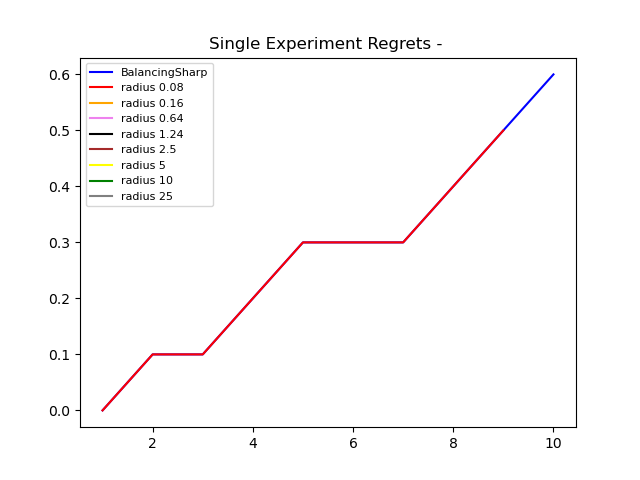 Single Experiment Regrets -
BalancingSharp
radius 0.08
radius 0.16
radius 0.64
radius 1.24
radius 2.5
radius 5
radius 10
radius 25
0.6
0.5
0.4
0.3
0.2
0.1
0.0
2 4 6 8 10